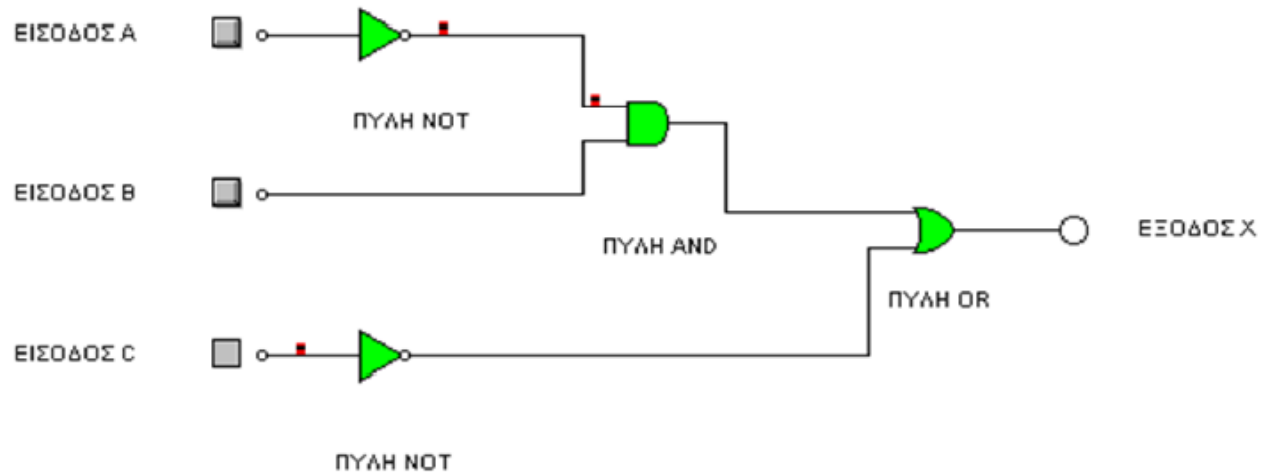 ΕΙΣΟΔΟΣ Α
ΠΥΛΗ NOT
ΕΙΣΟΔΟΣ Β
ΠΥΛΗ AND
ΕΞΟΔΟΣ Χ
ΠΥΛΗ OR
ΕΙΣΟΔΟΣ C
ΠΥΛΗ NOT